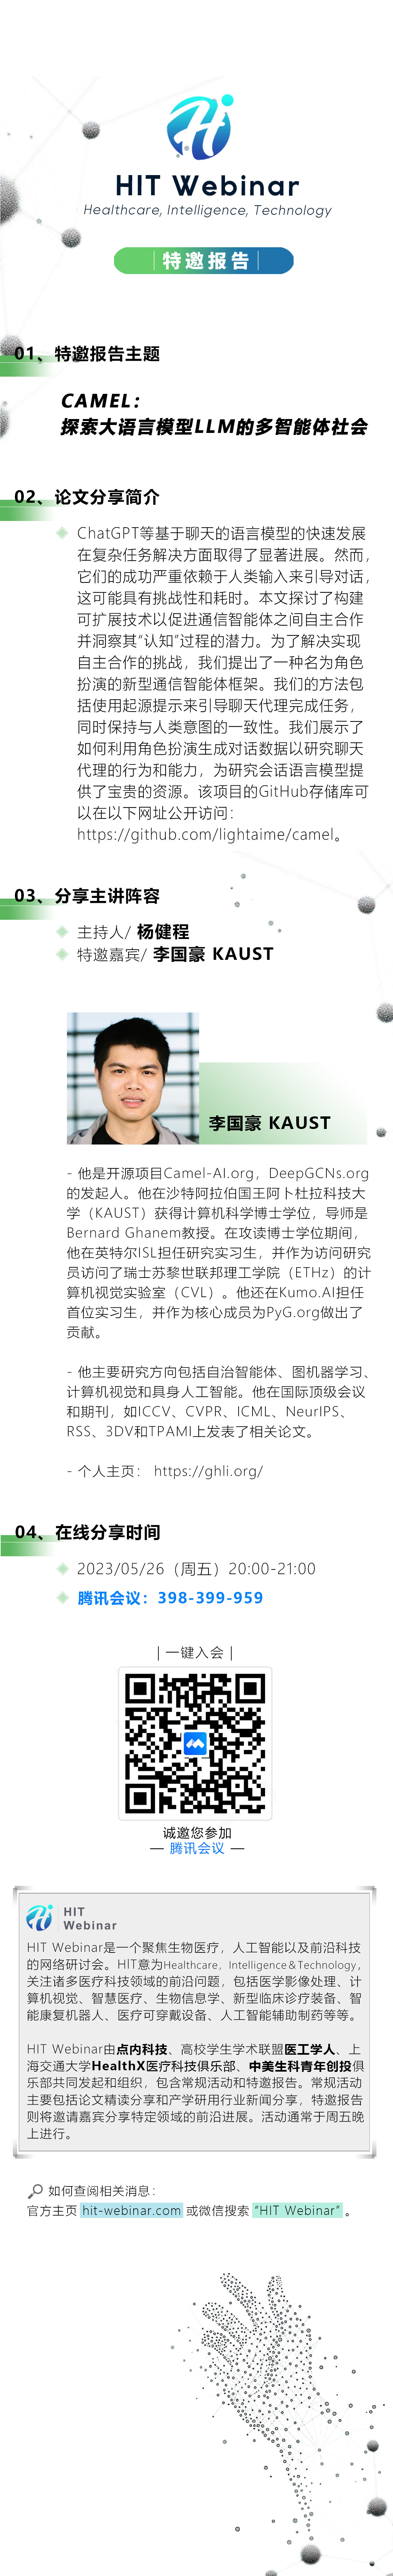 HIT Webinar
Healthcare, Intelligence, Technology
特邀报告
01、特邀报告主题
CAMEL：
探索大语言模型LLM的多智能体社会
02、论文分享简介
ChatGPT等基于聊天的语言模型的快速发展
在复杂任务解决方面取得了显著进展。然而，
它们的成功严重依赖于人类输入来引导对话，
这可能具有挑战性和耗时。本文探讨了构建
可扩展技术以促进通信智能体之间自主合作
并洞察其“认知”过程的潜力。为了解决实现
自主合作的挑战，我们提出了一种名为角色
扮演的新型通信智能体框架。我们的方法包
括使用起源提示来引导聊天代理完成任务，
同时保持与人类意图的一致性。我们展示了
如何利用角色扮演生成对话数据以研究聊天
代理的行为和能力，为研究会话语言模型提
供了宝贵的资源。该项目的GitHub存储库可
以在以下网址公开访问：
https://github.com/lightaime/camel。
03、分享主讲阵容
主持人/ 杨健程
特邀嘉宾/ 李国豪 KAUST
李国豪 KAUST
- 他是开源项目Camel-AI.org，DeepGCNs.org
的发起人。他在沙特阿拉伯国王阿卜杜拉科技大
学（KAUST）获得计算机科学博士学位，导师是
Bernard Ghanem教授。在攻读博士学位期间，
他在英特尔ISL担任研究实习生，并作为访问研究
员访问了瑞士苏黎世联邦理工学院（ETHz）的计
算机视觉实验室（CVL）。他还在Kumo.AI担任
首位实习生，并作为核心成员为PyG.org做出了
贡献。
- 他主要研究方向包括自治智能体、图机器学习、
计算机视觉和具身人工智能。他在国际顶级会议
和期刊，如ICCV、CVPR、ICML、NeurIPS、
RSS、3DV和TPAMI上发表了相关论文。
- 个人主页： https://ghli.org/
04、在线分享时间
2023/05/26（周五）20:00-21:00
腾讯会议：398-399-959
| 一键入会 |
诚邀您参加
— 腾讯会议 —
HIT
Webinar
HIT Webinar是一个聚焦生物医疗，人工智能以及前沿科技
的网络研讨会。HIT意为Healthcare，Intelligence＆Technology，
关注诸多医疗科技领域的前沿问题，包括医学影像处理、计
算机视觉、智慧医疗、生物信息学、新型临床诊疗装备、智
能康复机器人、医疗可穿戴设备、人工智能辅助制药等等。
HIT Webinar由点内科技、高校学生学术联盟医工学人、上
海交通大学HealthX医疗科技俱乐部、中美生科青年创投俱
乐部共同发起和组织，包含常规活动和特邀报告。常规活动
主要包括论文精读分享和产学研用行业新闻分享，特邀报告
则将邀请嘉宾分享特定领域的前沿进展。活动通常于周五晚
上进行。
如何查阅相关消息：
官方主页 hit-webinar.com 或微信搜索 “HIT Webinar” 。